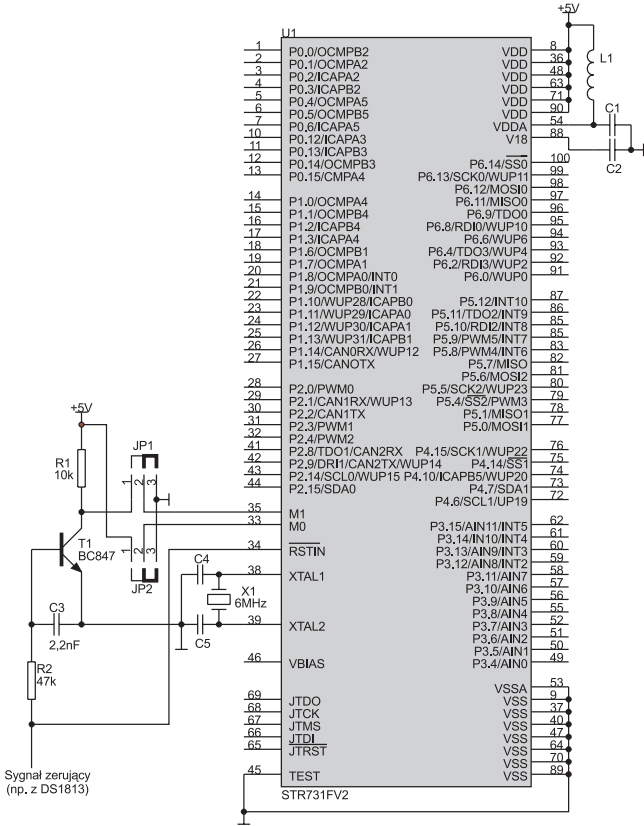 U1
+5V
1 P0.0/OCMPB2
2 P0.1/OCMPA2
3 P0.2/ICAPA2
4 P0.3/ICAPB2
5 P0.4/OCMPA5
6 P0.5/OCMPB5
7 P0.6/ICAPA5
10 P0.12/ICAPA3
11 P0.13/ICAPB3
12 P0.14/OCMPB3
13 P0.15/CMPA4
14 P1.0/OCMPA4
15 P1.1/OCMPB4
16 P1.2/ICAPB4
17 P1.3/ICAPA4
18 P1.6/OCMPB1
19 P1.7/OCMPA1
20 P1.8/OCMPA0/INT0
21 P1.9/OCMPB0/INT1
22 P1.10/WUP28/ICAPB0
23 P1.11/WUP29/ICAPA0
24 P1.12/WUP30/ICAPA1
25 P1.13/WUP31/ICAPB1
26 P1.14/CAN0RX/WUP12
27 P1.15/CANOTX
28 P2.0/PWM0
29 P2.1/CAN1RX/WUP13
30 P2.2/CAN1TX
31 P2.3/PWM1
32 P2.4/PWM2
41 P2.8/TDO1/CAN2RX
42 P2.9/DRI1/CAN2TX/WUP14
43 P2.14/SCL0/WUP15
44 P2.15/SDA0
35 M1
33 M0
34 RSTIN
38 XTAL1
39 XTAL2
46 VBIAS
69 JTDO
68 JTCK
67 JTMS
66 JTDI
65 JTRST
45 TEST
VDD 8
VDD 36
VDD 48
VDD 63
VDD 71
VDD 90
VDDA 54
V18 88
P6.14/SS0 100
P6.13/SCK0/WUP11 99
P6.12/MOSI0 98
P6.11/MISO0 97
P6.9/TDO0 96
P6.8/RDI0/WUP10 95
P6.6/WUP6 94
P6.4/TDO3/WUP4 93
P6.2/RDI3/WUP2 92
P6.0/WUP0 91
P5.12/INT10 87
P5.11/TDO2/INT9 86
P5.10/RDI2/INT8 85
P5.9/PWM5/INT7 85
P5.8/PWM4/INT6 83
P5.7/MISO 82
P5.6/MOSI2 81
P5.5/SCK2/WUP23 80
P5.4/SS2/PWM3 79
P5.1/MISO1 78
P5.0/MOSI1 77
P4.15/SCK1/WUP22 76
P4.14/SS1 75
P4.10/ICAPB5/WUP20 74
P4.7/SDA1 73
P4.6/SCL1/UP19 72
P3.15/AIN11/INT5 62
P3.14/IN10/INT4 61
P3.13/AIN9/INT3 60
P3.12/AIN8/INT2 59
P3.11/AIN7 58
P3.10/AIN6 57
P3.9/AIN5 56
P3.8/AIN4 55
P3.7/AIN3 52
P3.6/AIN2 51
P3.5/AIN1 50
P3.4/AIN0 49
VSSA 53
VSS 9
VSS 37
VSS 40
VSS 47
VSS 64
VSS 70
VSS 89
STR731FV2
L1
C1
C2
+5V
R1
10k
JP1
1 2 3
T1
BC847
1 2 3
JP2
C4
X1
6MHz
C5
C3
2,2nF
R2
47k
Sygnał zerujący
(np. z DS1813)